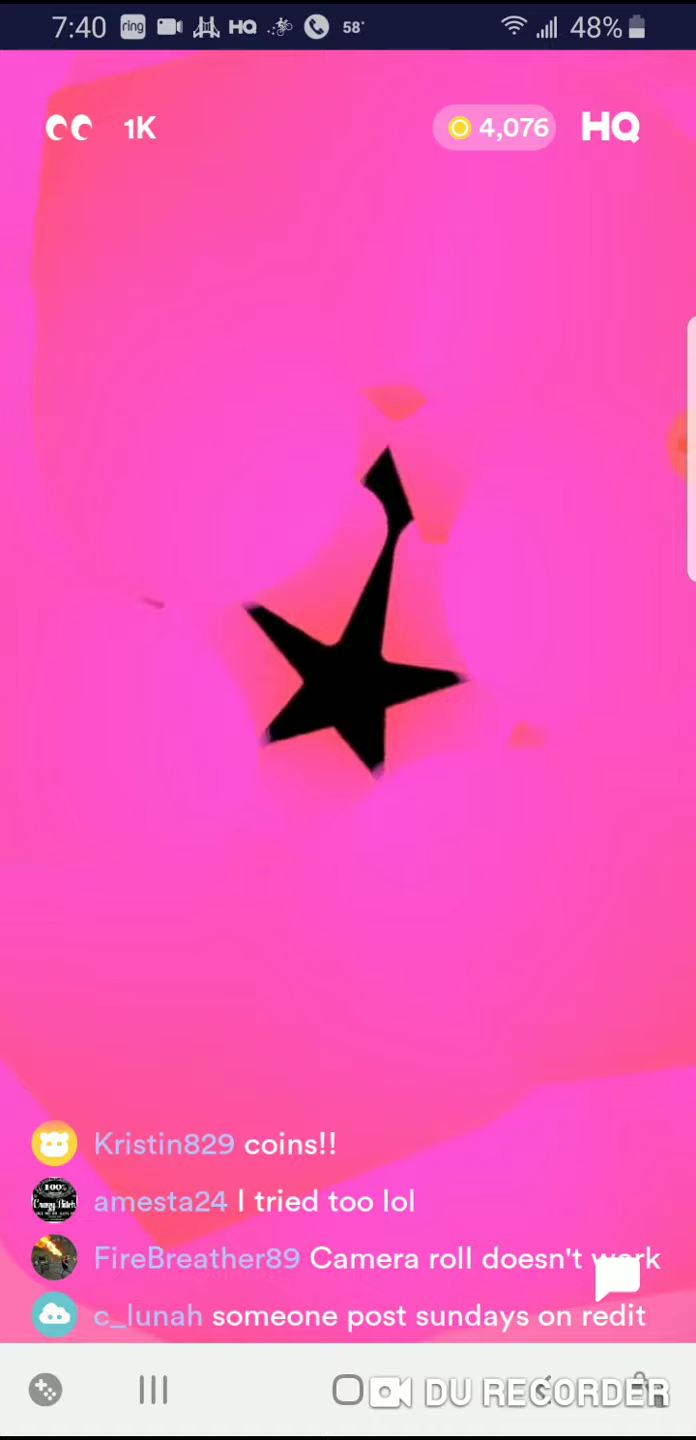 7:40 ring HQ 58°
48%
1K
4,076 HQ
Kristin829 coins!!
amesta24 I tried too lol
FireBreather89 Camera roll doesn't work
c_lunah someone post sundays on redit
DU RECORDER